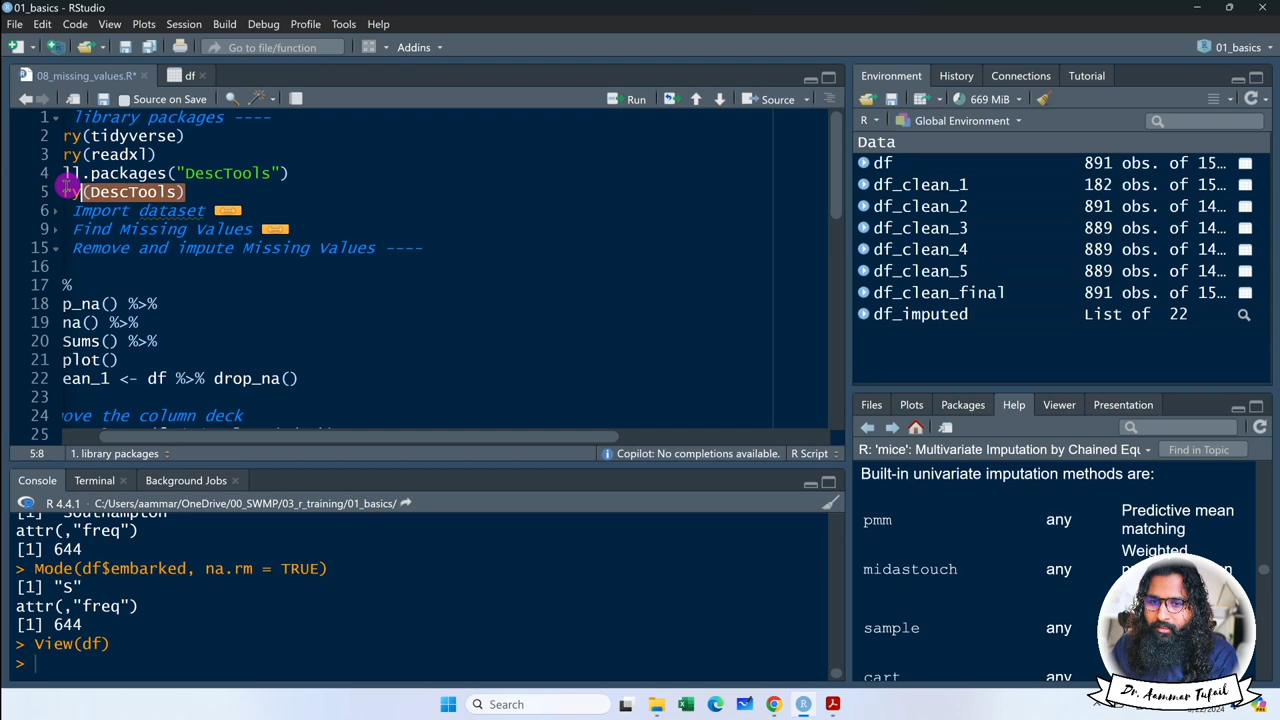 01_basics - RStudio
File Edit Code View Plots Session Build Debug Profile Tools Help
Go to file/function Addins 01_basics
08_missing_values.R* df
Source on Save Run Source
1 library packages ----
2 ry(tidyverse)
3 ry(readxl)
4 ll.packages("DescTools")
5 ry(DescTools)
6 Import dataset
9 Find Missing Values
15 Remove and impute Missing Values ----
16
17 %
18 p_na() %>%
19 na() %>%
20 Sums() %>%
21 plot()
22 ean_1 <- df %>% drop_na()
23
24 ove the column deck
25
5:8 1. library packages Copilot: No completions available. R Script
Console Terminal Background Jobs
R 4.4.1 · C:/Users/aammar/OneDrive/00_SWMP/03_r_training/01_basics/
[1] "Southampton"
attr(,"freq")
[1] 644
> Mode(df$embarked, na.rm = TRUE)
[1] "S"
attr(,"freq")
[1] 644
> View(df)
>
Environment History Connections Tutorial
669 MiB
R Global Environment
Data
df 891 obs. of 15…
df_clean_1 182 obs. of 15…
df_clean_2 891 obs. of 14…
df_clean_3 889 obs. of 14…
df_clean_4 889 obs. of 14…
df_clean_5 889 obs. of 14…
df_clean_final 891 obs. of 15…
df_imputed List of 22
Files Plots Packages Help Viewer Presentation
R: 'mice': Multivariate Imputation by Chained Equ Find in Topic
Built-in univariate imputation methods are:
pmm any Predictive mean
matching
midastouch any Weighted
sample any
cart any
Dr. Aammar Tufail
Search